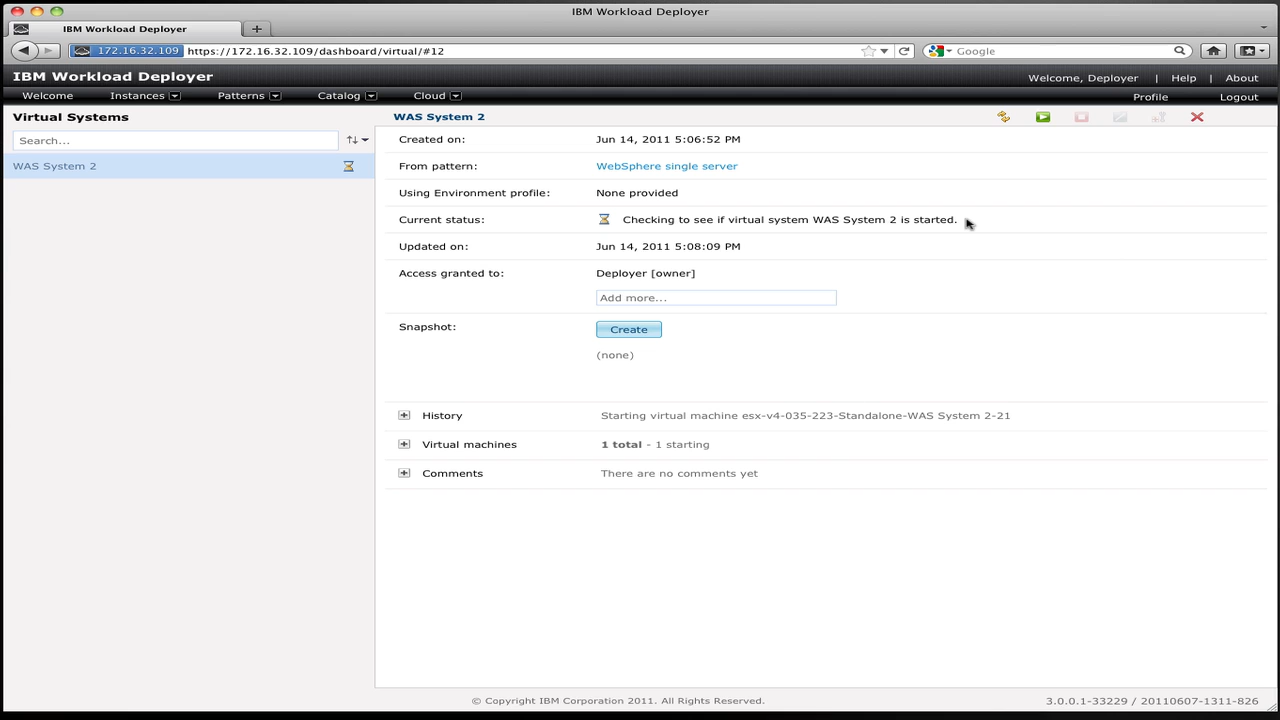 IBM Workload Deployer
IBM Workload Deployer
172.16.32.109 https://172.16.32.109/dashboard/virtual/#12
Google
IBM Workload Deployer
Welcome, Deployer | Help | About
Welcome Instances Patterns Catalog Cloud
Profile Logout
Virtual Systems
Search...
WAS System 2
WAS System 2
Created on: Jun 14, 2011 5:06:52 PM
From pattern: WebSphere single server
Using Environment profile: None provided
Current status: Checking to see if virtual system WAS System 2 is started.
Updated on: Jun 14, 2011 5:08:09 PM
Access granted to: Deployer [owner]
Add more...
Snapshot: Create
(none)
History Starting virtual machine esx-v4-035-223-Standalone-WAS System 2-21
Virtual machines 1 total - 1 starting
Comments There are no comments yet
© Copyright IBM Corporation 2011. All Rights Reserved.
3.0.0.1-33229 / 20110607-1311-826